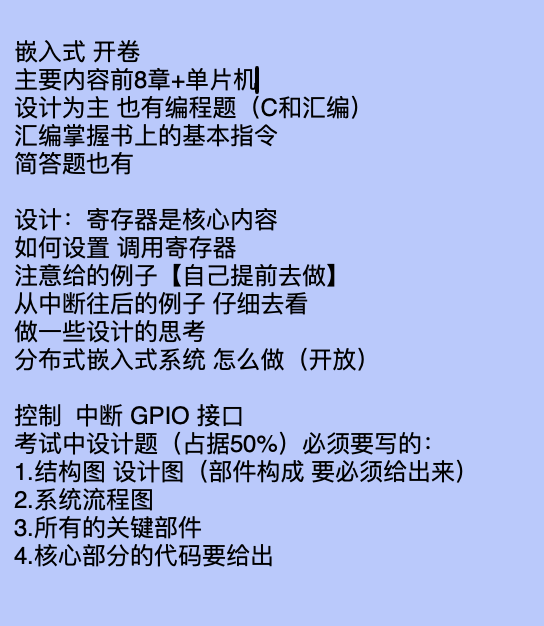 嵌入式 开卷
主要内容前8章+单片机
设计为主 也有编程题（C和汇编）
汇编掌握书上的基本指令
简答题也有
设计：寄存器是核心内容
如何设置 调用寄存器
注意给的例子【自己提前去做】
从中断往后的例子 仔细去看
做一些设计的思考
分布式嵌入式系统 怎么做（开放）
控制  中断 GPIO 接口
考试中设计题（占据50%）必须要写的：
1.结构图 设计图（部件构成 要必须给出来）
2.系统流程图
3.所有的关键部件
4.核心部分的代码要给出